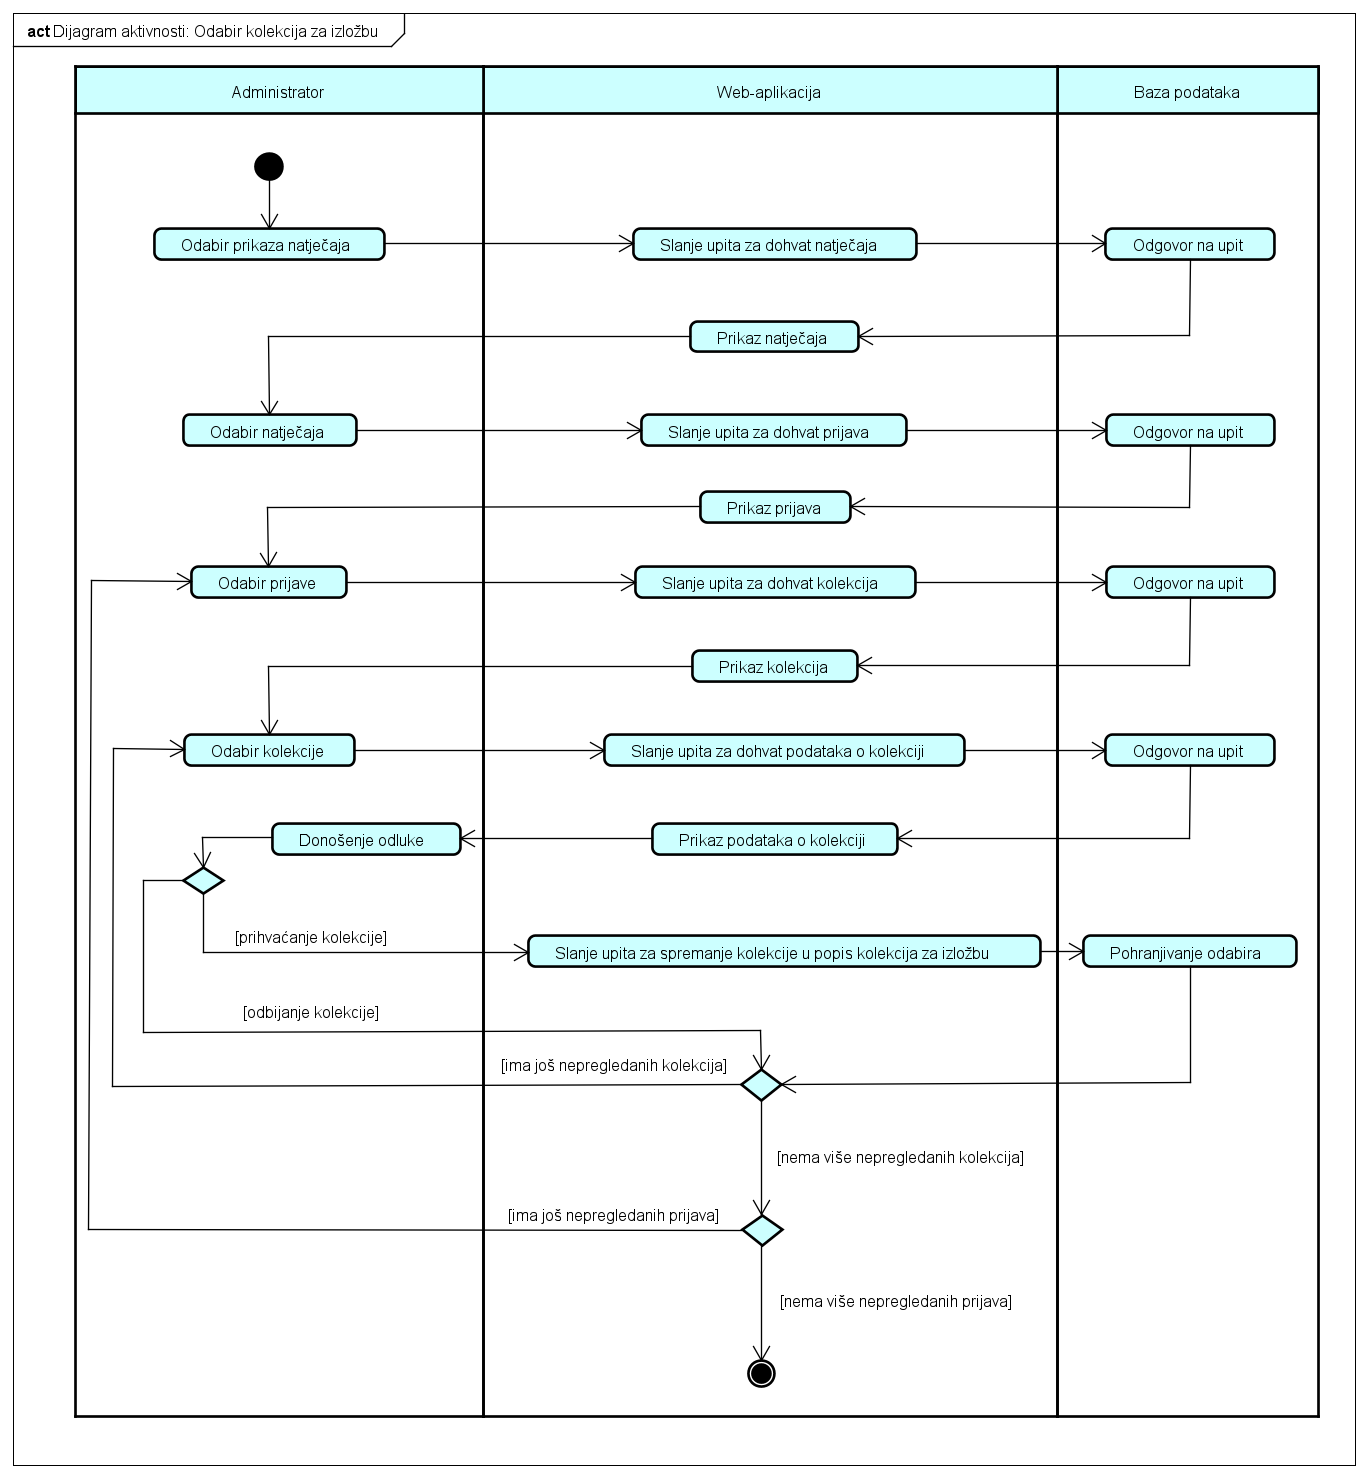 act Dijagram aktivnosti: Odabir kolekcija za izložbu
Administrator
Web-aplikacija
Baza podataka
Odabir prikaza natječaja
Slanje upita za dohvat natječaja
Odgovor na upit
Prikaz natječaja
Odabir natječaja
Slanje upita za dohvat prijava
Odgovor na upit
Prikaz prijava
Odabir prijave
Slanje upita za dohvat kolekcija
Odgovor na upit
Prikaz kolekcija
Odabir kolekcije
Slanje upita za dohvat podataka o kolekciji
Odgovor na upit
Donošenje odluke
Prikaz podataka o kolekciji
[prihvaćanje kolekcije]
Slanje upita za spremanje kolekcije u popis kolekcija za izložbu
Pohranjivanje odabira
[odbijanje kolekcije]
[ima još nepregledanih kolekcija]
[nema više nepregledanih kolekcija]
[ima još nepregledanih prijava]
[nema više nepregledanih prijava]